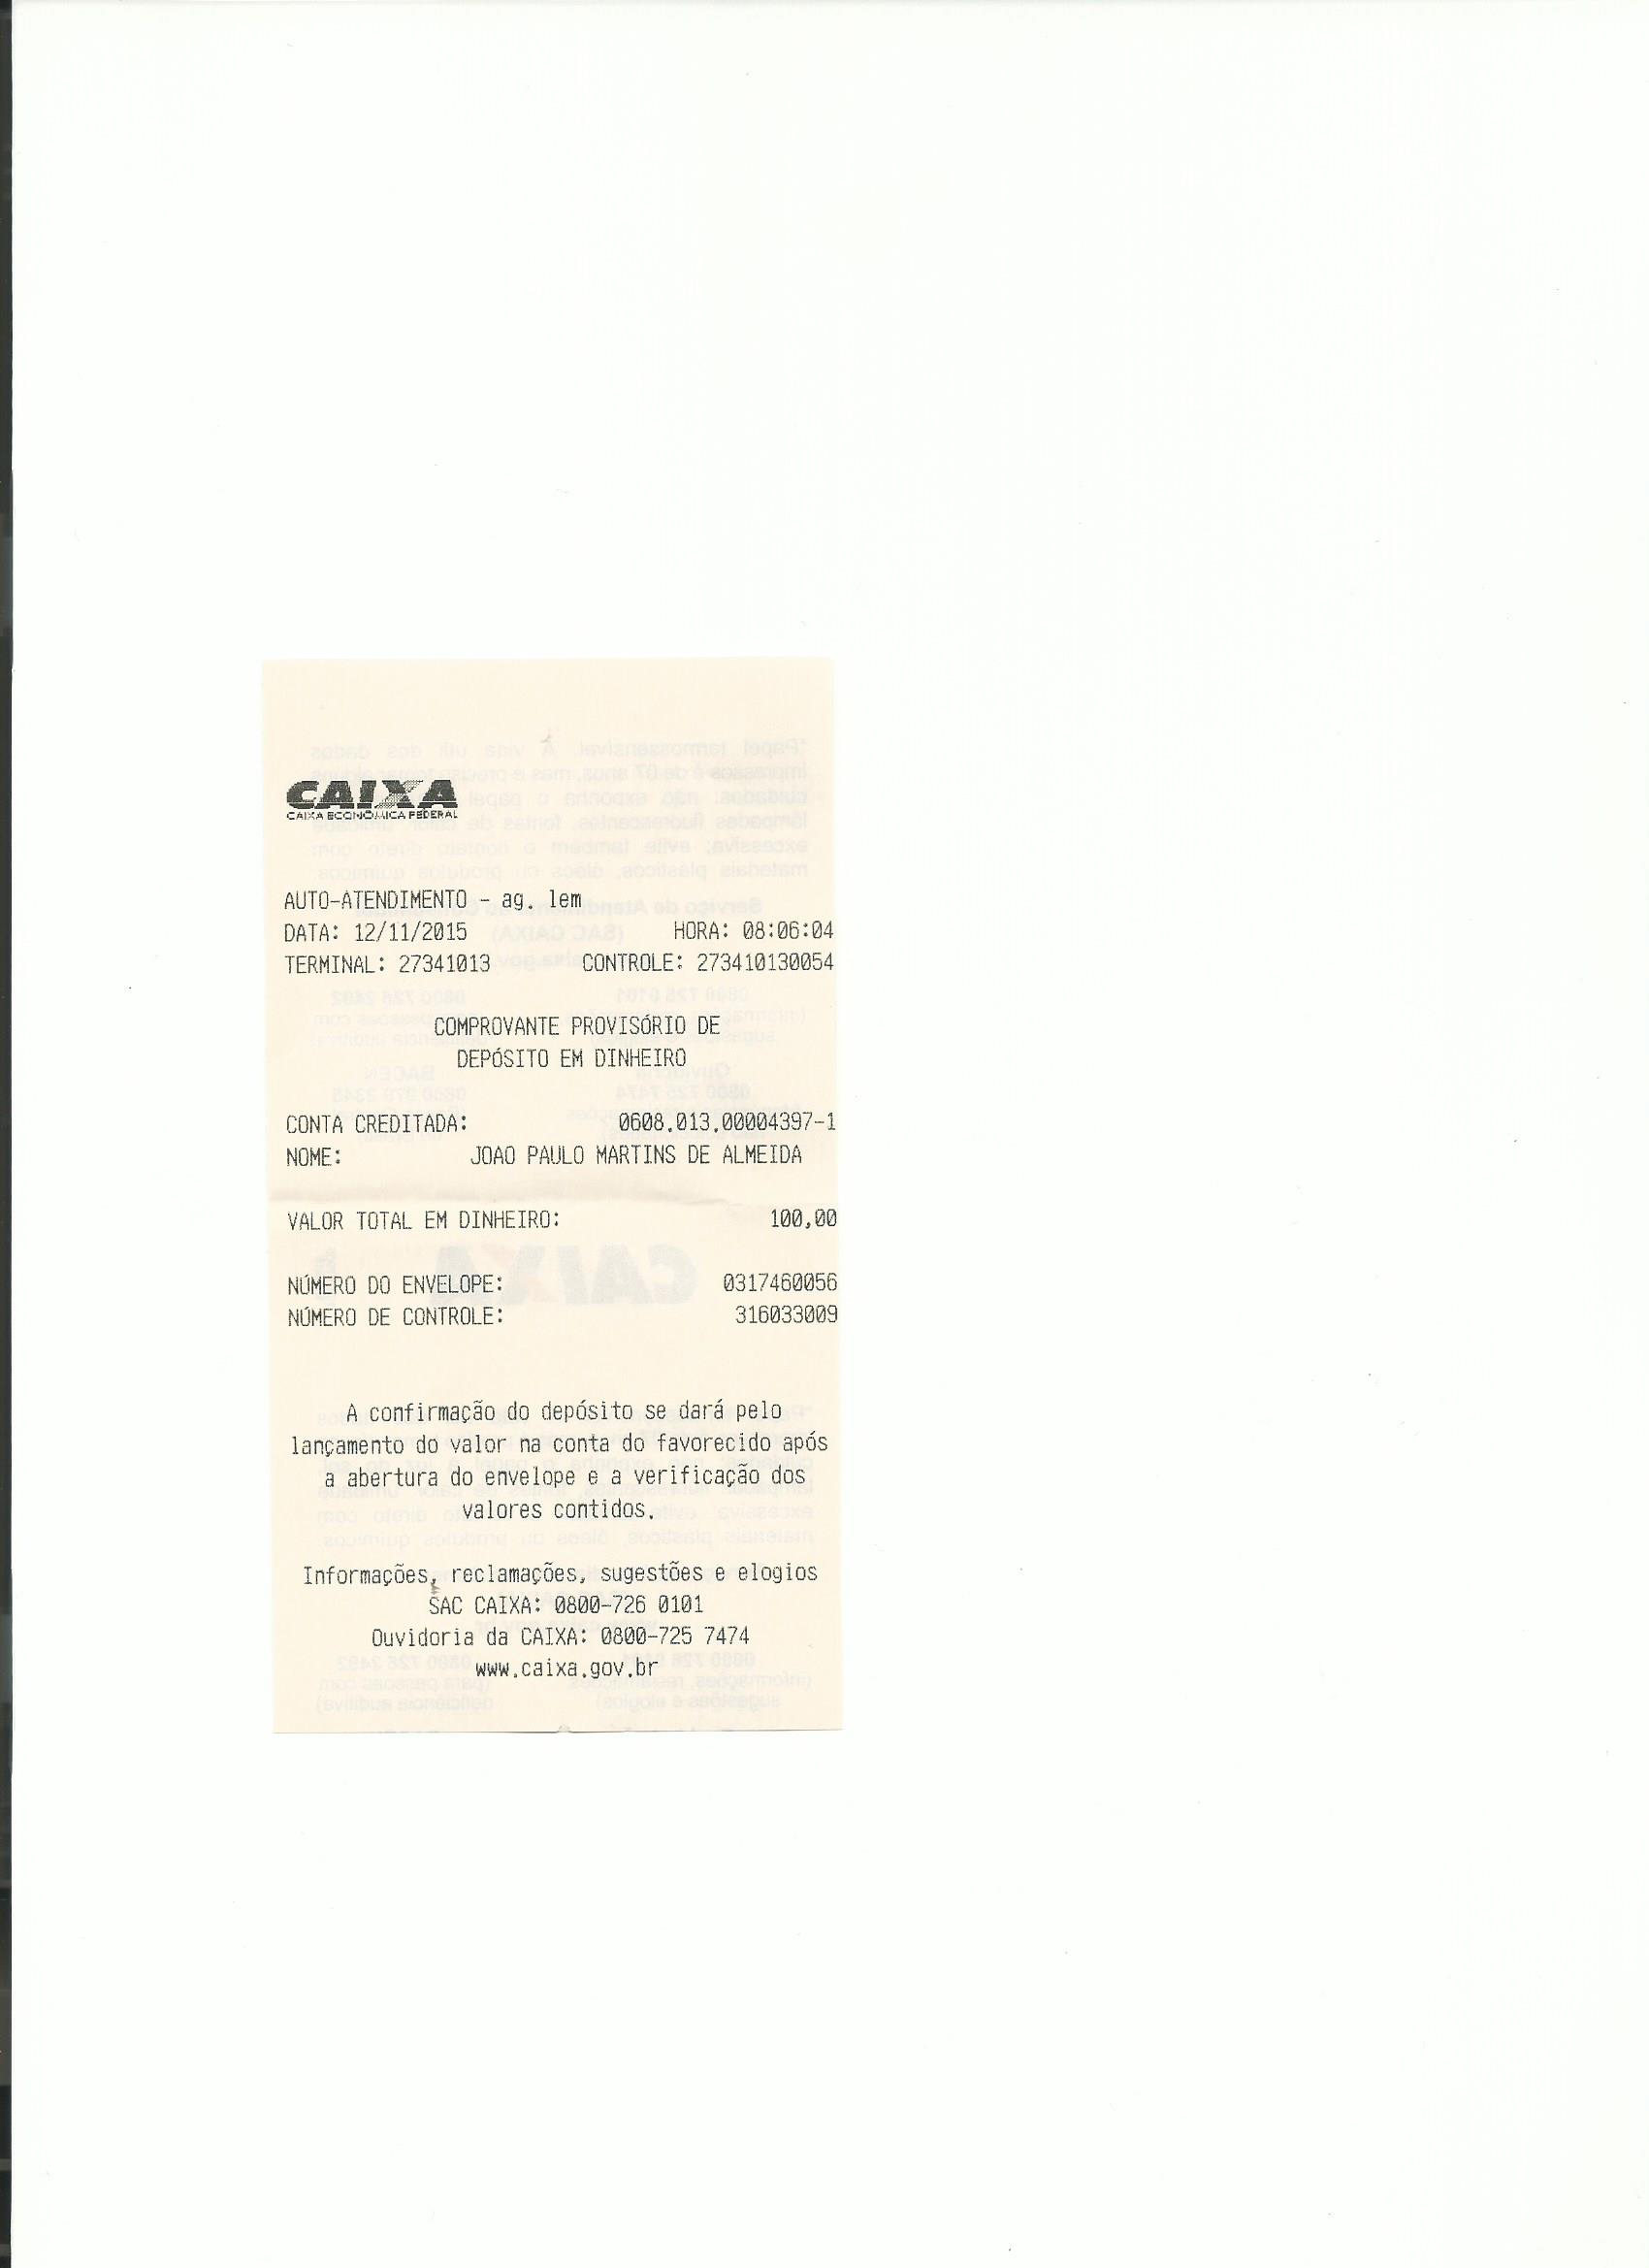 CAIXA
CAIXA ECONÔMICA FEDERAL
AUTO-ATENDIMENTO - ag. lem
DATA: 12/11/2015 HORA: 08:06:04
TERMINAL: 27341013 CONTROLE: 273410130054
COMPROVANTE PROVISÓRIO DE
DEPÓSITO EM DINHEIRO
CONTA CREDITADA: 0608.013.00004397-1
NOME: JOAO PAULO MARTINS DE ALMEIDA
VALOR TOTAL EM DINHEIRO: 100,00
NÚMERO DO ENVELOPE: 0317460056
NÚMERO DE CONTROLE: 316033009
A confirmação do depósito se dará pelo
lançamento do valor na conta do favorecido após
a abertura do envelope e a verificação dos
valores contidos.
Informações, reclamações, sugestões e elogios
SAC CAIXA: 0800-726 0101
Ouvidoria da CAIXA: 0800-725 7474
www.caixa.gov.br